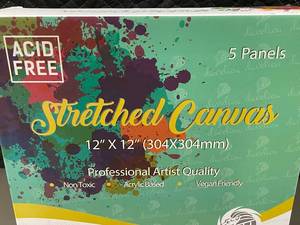 ACID
FREE
5 Panels
Stretched Canvas
12" X 12" (304X304mm)
Professional Artist Quality
• Non Toxic • Acrylic Based • Vegan Friendly